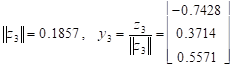 ‖z₃‖ = 0.1857, y₃ = z₃ / ‖z₃‖ = [−0.7428
0.3714
0.5571]